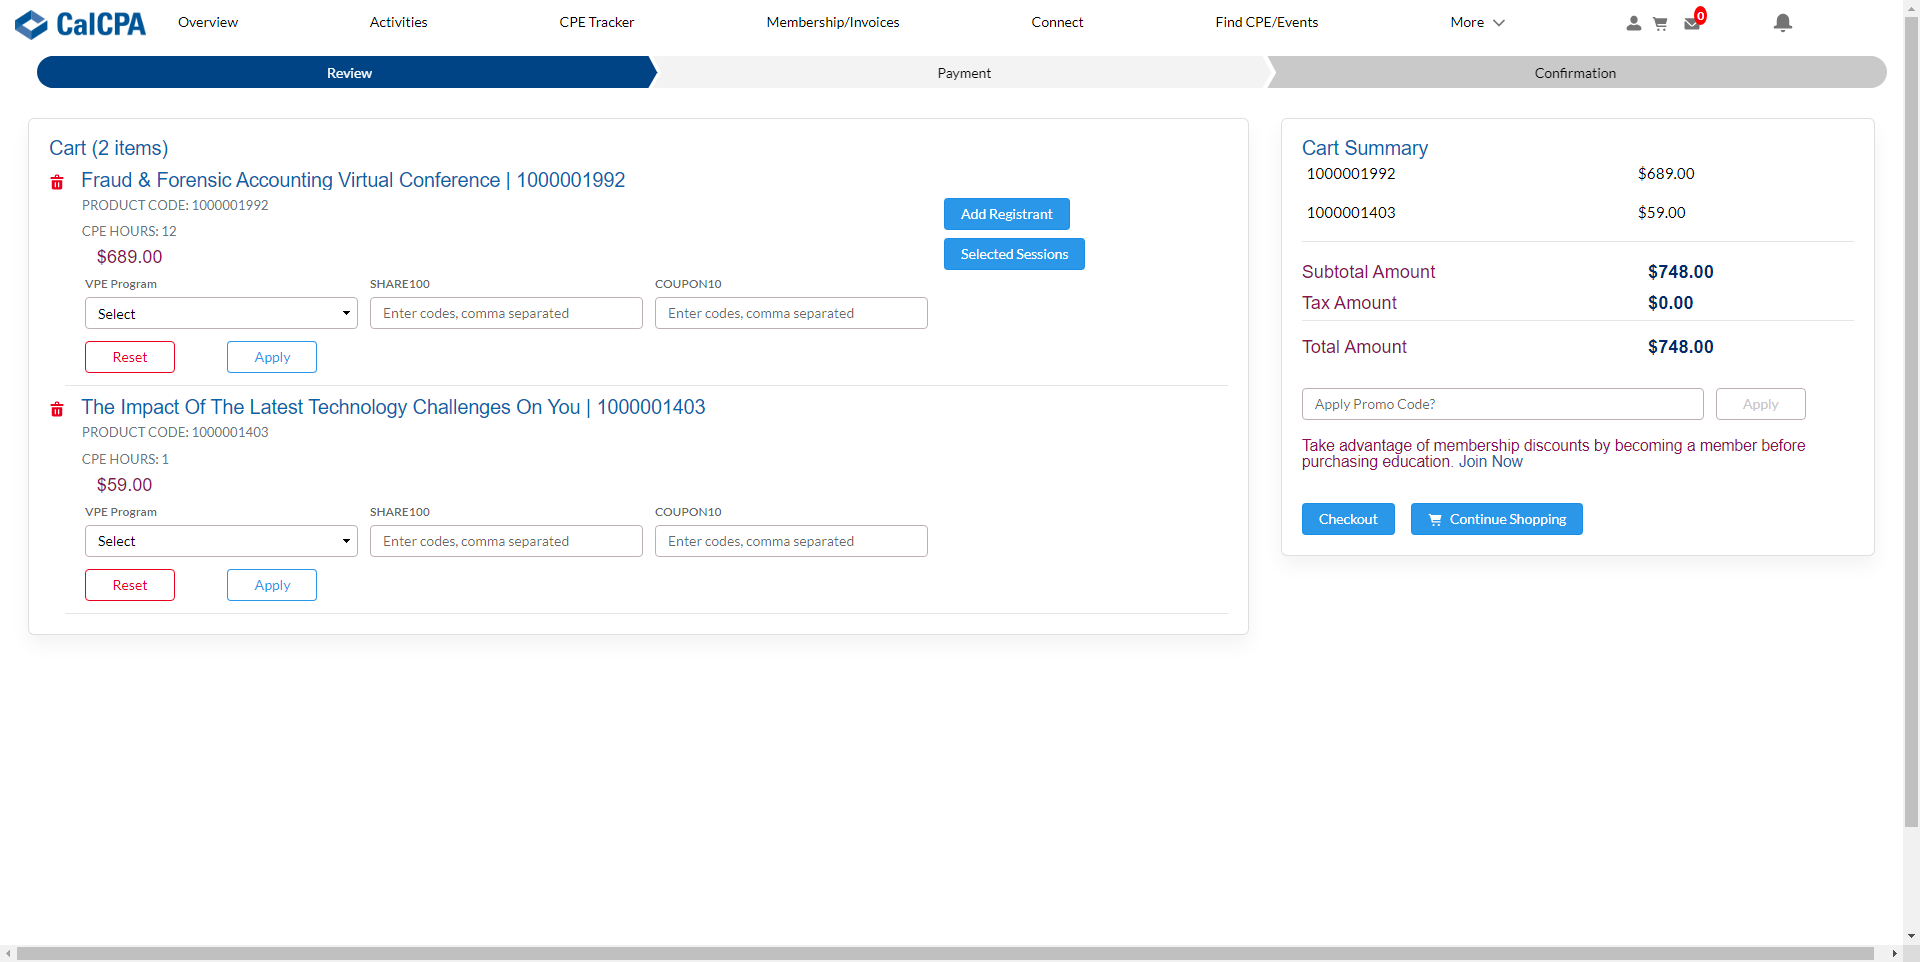 CalCPA
Overview
Activities
CPE Tracker
Membership/Invoices
Connect
Find CPE/Events
More
0
Review
Payment
Confirmation
Cart (2 items)
Fraud & Forensic Accounting Virtual Conference | 1000001992
PRODUCT CODE: 1000001992
CPE HOURS: 12
$689.00
Add Registrant
Selected Sessions
VPE Program
SHARE100
COUPON10
Select
Enter codes, comma separated
Enter codes, comma separated
Reset
Apply
The Impact Of The Latest Technology Challenges On You | 1000001403
PRODUCT CODE: 1000001403
CPE HOURS: 1
$59.00
VPE Program
SHARE100
COUPON10
Select
Enter codes, comma separated
Enter codes, comma separated
Reset
Apply
Cart Summary
1000001992 $689.00
1000001403 $59.00
Subtotal Amount $748.00
Tax Amount $0.00
Total Amount $748.00
Apply Promo Code?
Apply
Take advantage of membership discounts by becoming a member before
purchasing education. Join Now
Checkout
Continue Shopping